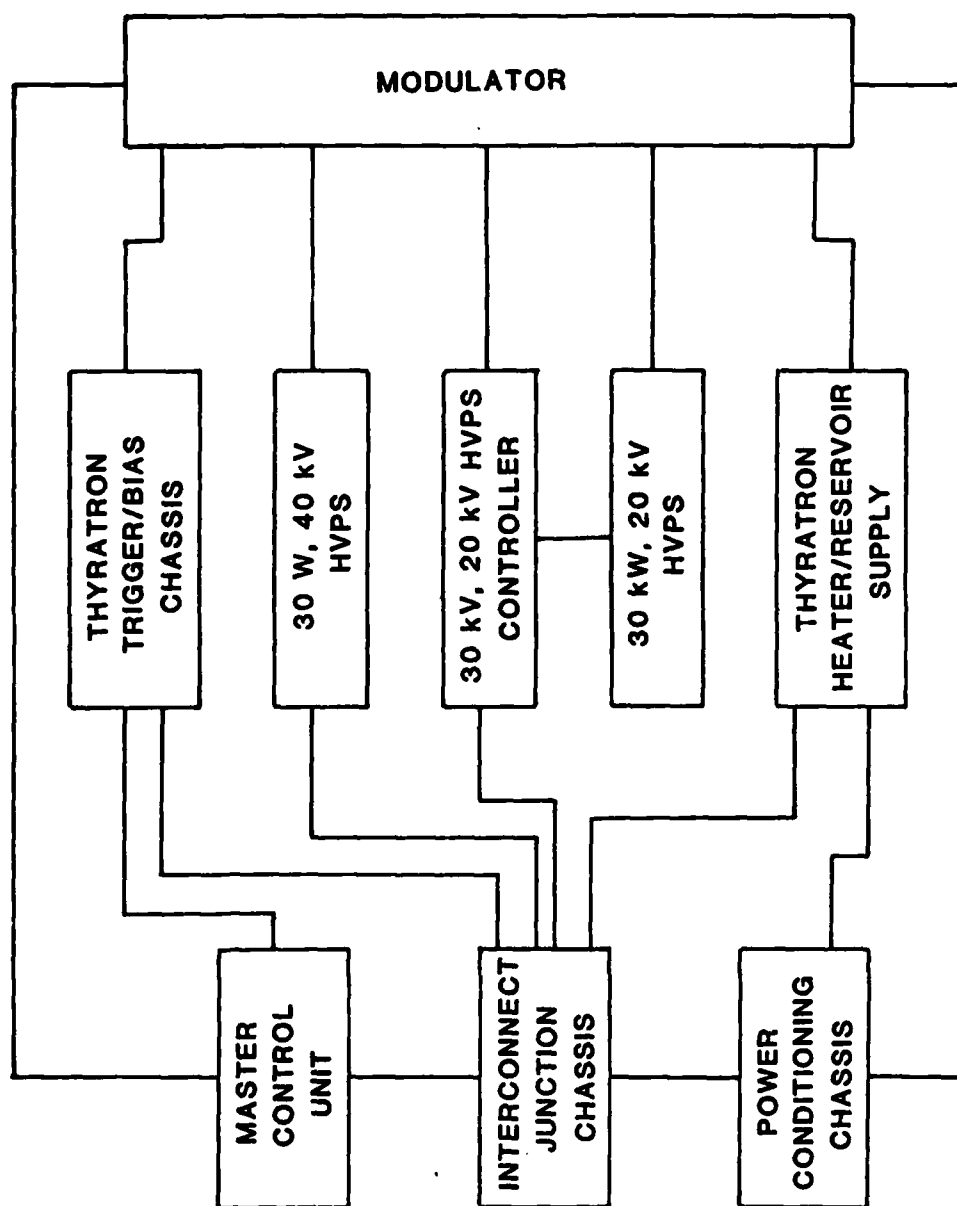 MODULATOR
THYRATRON
TRIGGER/BIAS
CHASSIS
30 W, 40 kV
HVPS
30 kV, 20 kV HVPS
CONTROLLER
30 kW, 20 kV
HVPS
THYRATRON
HEATER/RESERVOIR
SUPPLY
MASTER
CONTROL
UNIT
INTERCONNECT
JUNCTION
CHASSIS
POWER
CONDITIONING
CHASSIS